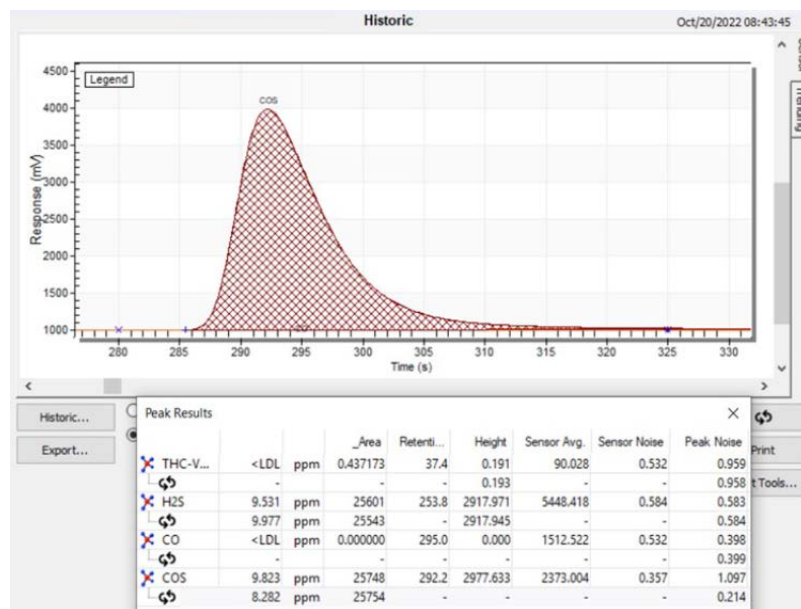 Historic
Oct/20/2022 08:43:45
Legend
COS
4500
4000
3500
3000
2500
2000
1500
1000
Response (mV)
280 285 290 295 300 305 310 315 320 325 330
Time (s)
Trending
Historic...
Export...
Print
t Tools...
Peak Results
_Area Retenti... Height Sensor Avg. Sensor Noise Peak Noise
THC-V... <LDL ppm 0.437173 37.4 0.191 90.028 0.532 0.959
- - - 0.193 - - 0.958
H2S 9.531 ppm 25601 253.8 2917.971 5448.418 0.584 0.583
9.977 ppm 25543 - 2917.945 - - 0.584
CO <LDL ppm 0.000000 295.0 0.000 1512.522 0.532 0.398
- - - - - - 0.399
COS 9.823 ppm 25748 292.2 2977.633 2373.004 0.357 1.097
8.282 ppm 25754 - - - - 0.214